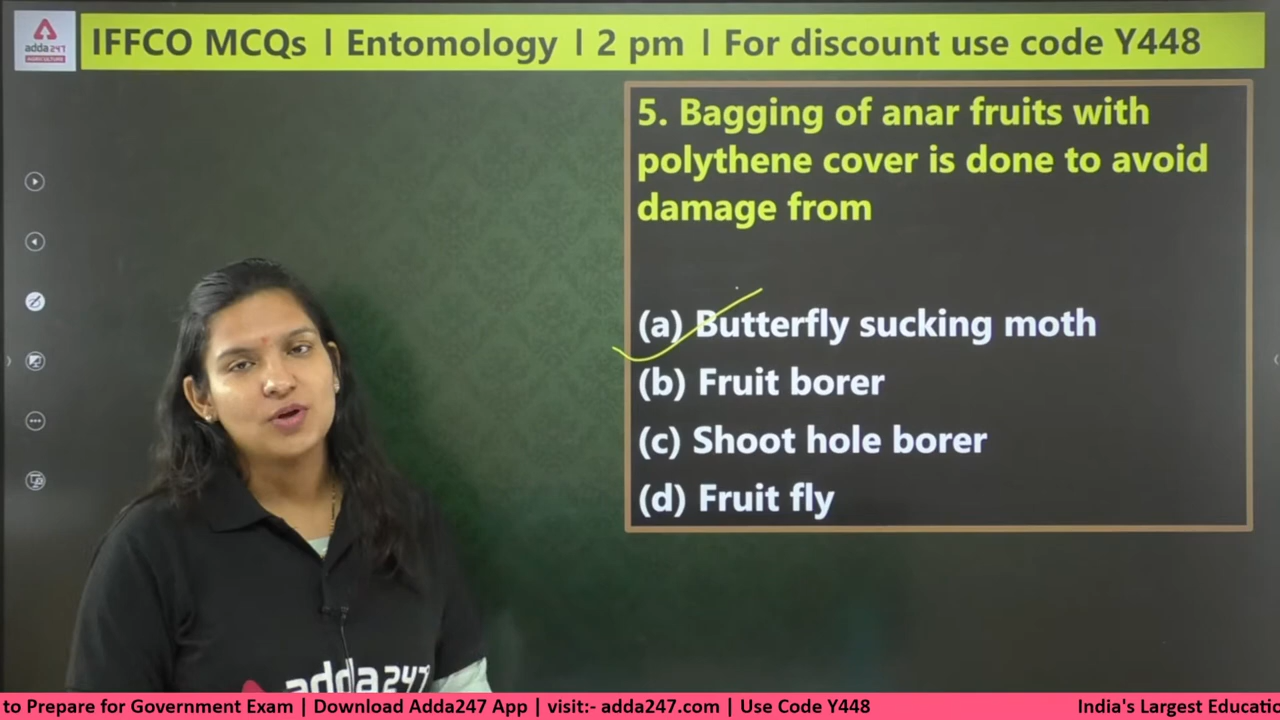 adda247
AGRICULTURE
IFFCO MCQs I Entomology I 2 pm I For discount use code Y448
5. Bagging of anar fruits with
polythene cover is done to avoid
damage from
(a) Butterfly sucking moth
(b) Fruit borer
(c) Shoot hole borer
(d) Fruit fly
adda247
to Prepare for Government Exam | Download Adda247 App | visit:- adda247.com | Use Code Y448
India's Largest Educatio